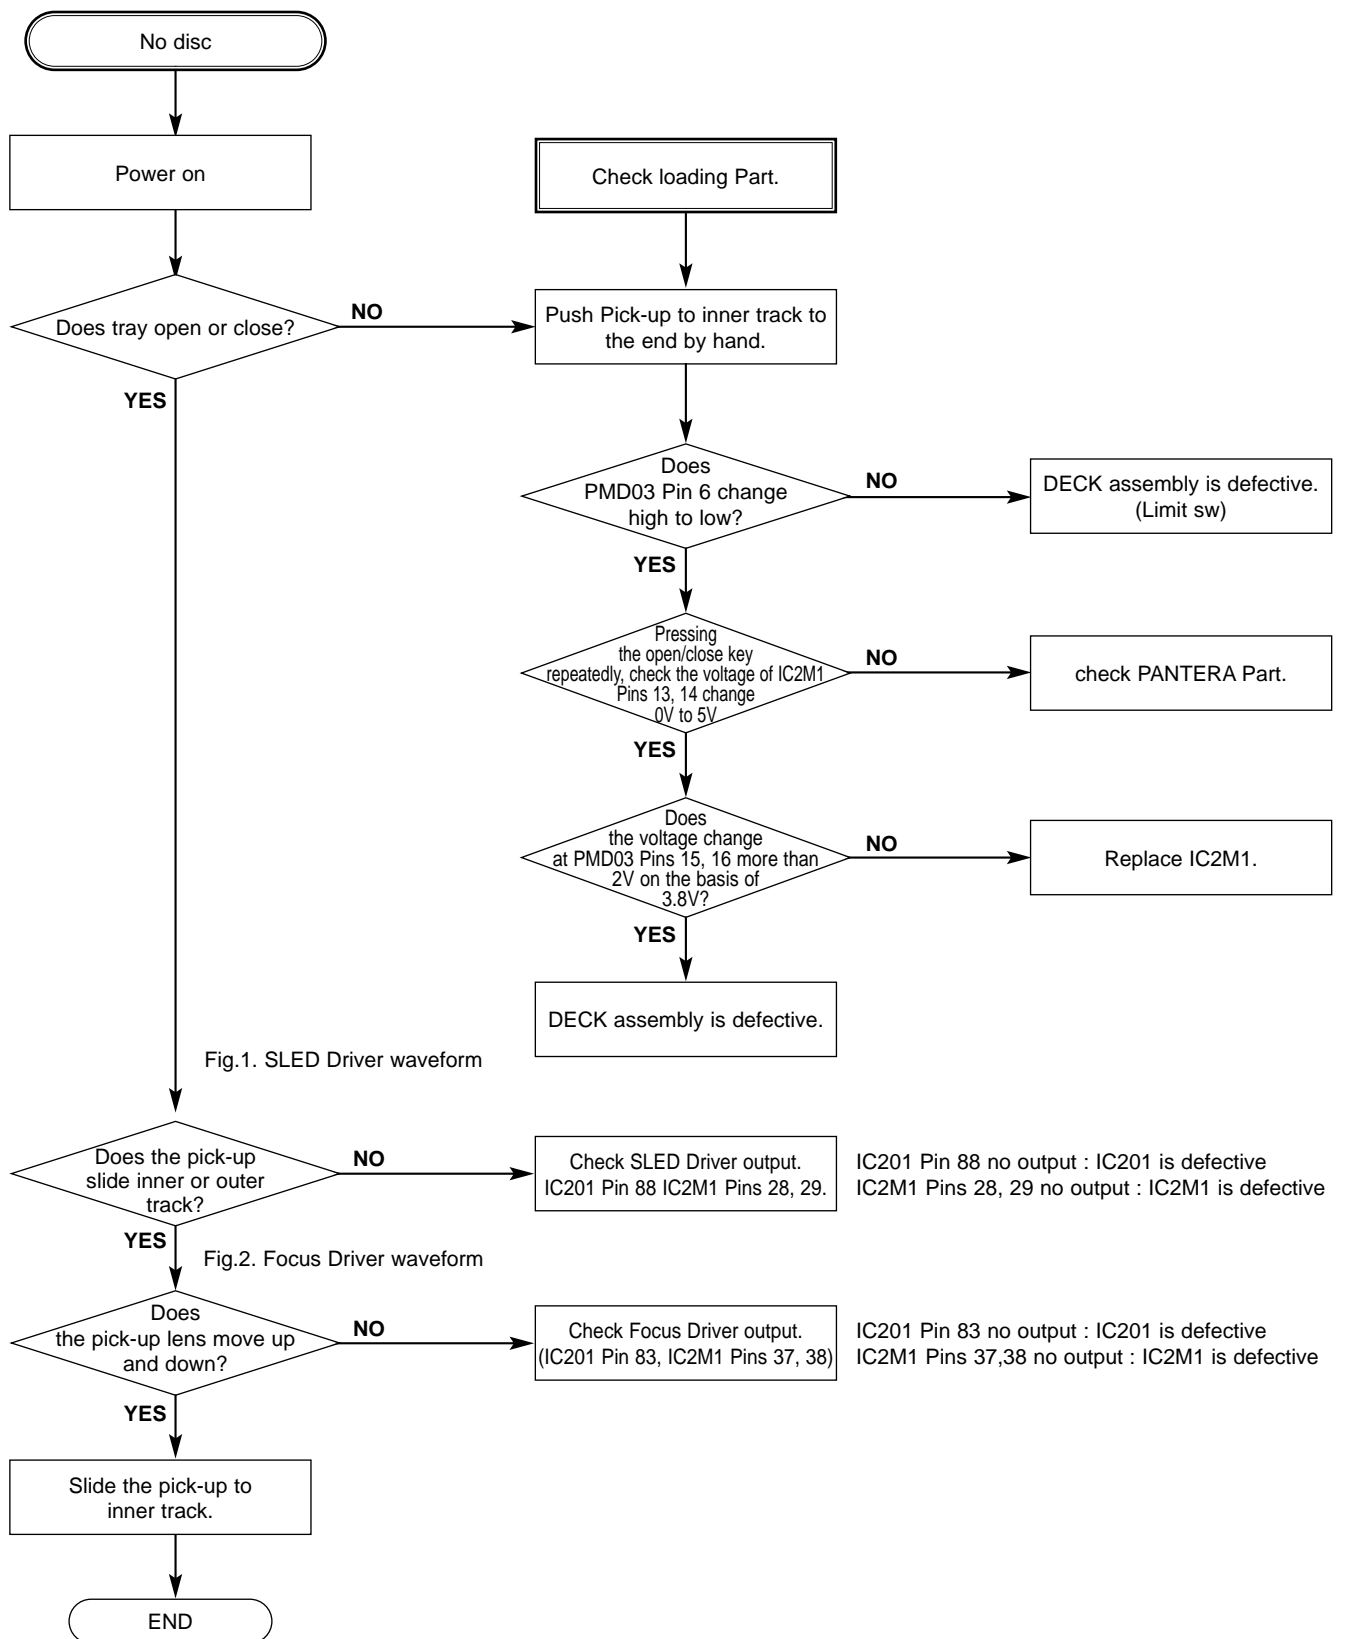 No disc
Power on
Check loading Part.
Does tray open or close?
NO
Push Pick-up to inner track to
the end by hand.
YES
Does
PMD03 Pin 6 change
high to low?
NO
DECK assembly is defective.
(Limit sw)
YES
Pressing
the open/close key
repeatedly, check the voltage of IC2M1
Pins 13, 14 change
0V to 5V
NO
check PANTERA Part.
YES
Does
the voltage change
at PMD03 Pins 15, 16 more than
2V on the basis of
3.8V?
NO
Replace IC2M1.
YES
DECK assembly is defective.
Fig.1. SLED Driver waveform
Does the pick-up
slide inner or outer
track?
NO
Check SLED Driver output.
IC201 Pin 88 IC2M1 Pins 28, 29.
IC201 Pin 88 no output : IC201 is defective
IC2M1 Pins 28, 29 no output : IC2M1 is defective
YES
Fig.2. Focus Driver waveform
Does
the pick-up lens move up
and down?
NO
Check Focus Driver output.
(IC201 Pin 83, IC2M1 Pins 37, 38)
IC201 Pin 83 no output : IC201 is defective
IC2M1 Pins 37,38 no output : IC2M1 is defective
YES
Slide the pick-up to
inner track.
END